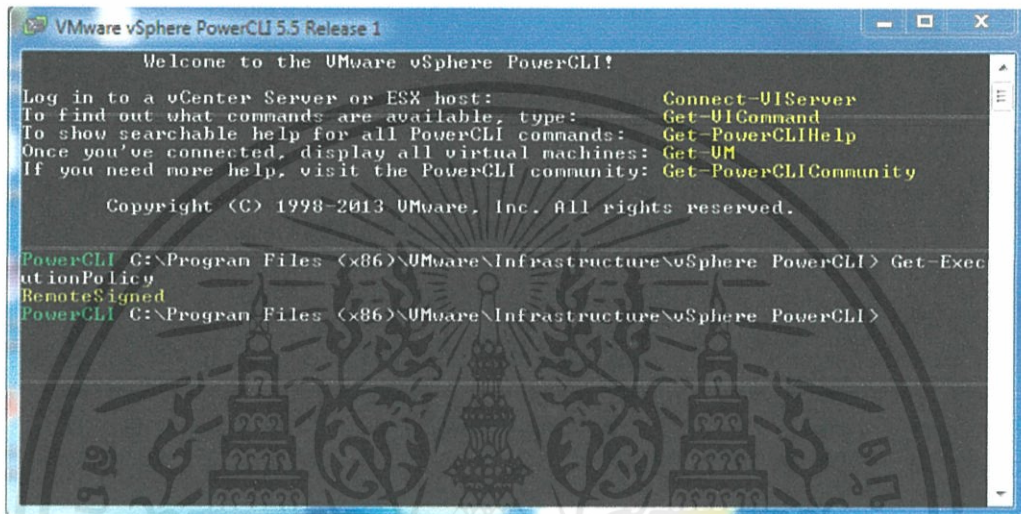 VMware vSphere PowerCLI 5.5 Release 1
Welcome to the VMware vSphere PowerCLI!
Log in to a vCenter Server or ESX host: Connect-VIServer
To find out what commands are available, type: Get-VICommand
To show searchable help for all PowerCLI commands: Get-PowerCLIHelp
Once you've connected, display all virtual machines: Get-VM
If you need more help, visit the PowerCLI community: Get-PowerCLICommunity
Copyright (C) 1998-2013 VMware, Inc. All rights reserved.
PowerCLI C:\Program Files (x86)\VMware\Infrastructure\vSphere PowerCLI> Get-Exec
utionPolicy
RemoteSigned
PowerCLI C:\Program Files (x86)\VMware\Infrastructure\vSphere PowerCLI>